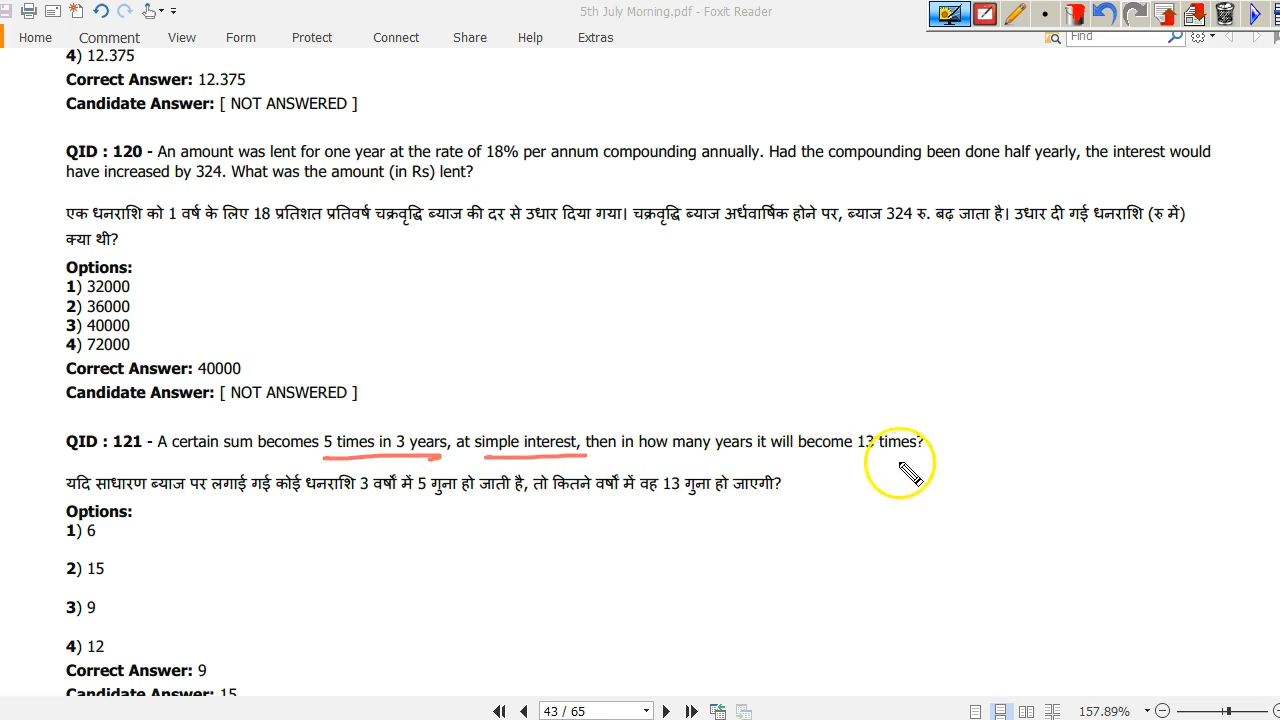 5th July Morning.pdf - Foxit Reader
Home Comment View Form Protect Connect Share Help Extras
Find
4) 12.375
Correct Answer: 12.375
Candidate Answer: [ NOT ANSWERED ]
QID : 120 - An amount was lent for one year at the rate of 18% per annum compounding annually. Had the compounding been done half yearly, the interest would
have increased by 324. What was the amount (in Rs) lent?
एक धनराशि को 1 वर्ष के लिए 18 प्रतिशत प्रतिवर्ष चक्रवृद्धि ब्याज की दर से उधार दिया गया। चक्रवृद्धि ब्याज अर्धवार्षिक होने पर, ब्याज 324 रु. बढ़ जाता है। उधार दी गई धनराशि (रु में)
क्या थी?
Options:
1) 32000
2) 36000
3) 40000
4) 72000
Correct Answer: 40000
Candidate Answer: [ NOT ANSWERED ]
QID : 121 - A certain sum becomes 5 times in 3 years, at simple interest, then in how many years it will become 13 times?
यदि साधारण ब्याज पर लगाई गई कोई धनराशि 3 वर्षों में 5 गुना हो जाती है, तो कितने वर्षों में वह 13 गुना हो जाएगी?
Options:
1) 6
2) 15
3) 9
4) 12
Correct Answer: 9
Candidate Answer: 15
43 / 65
157.89%